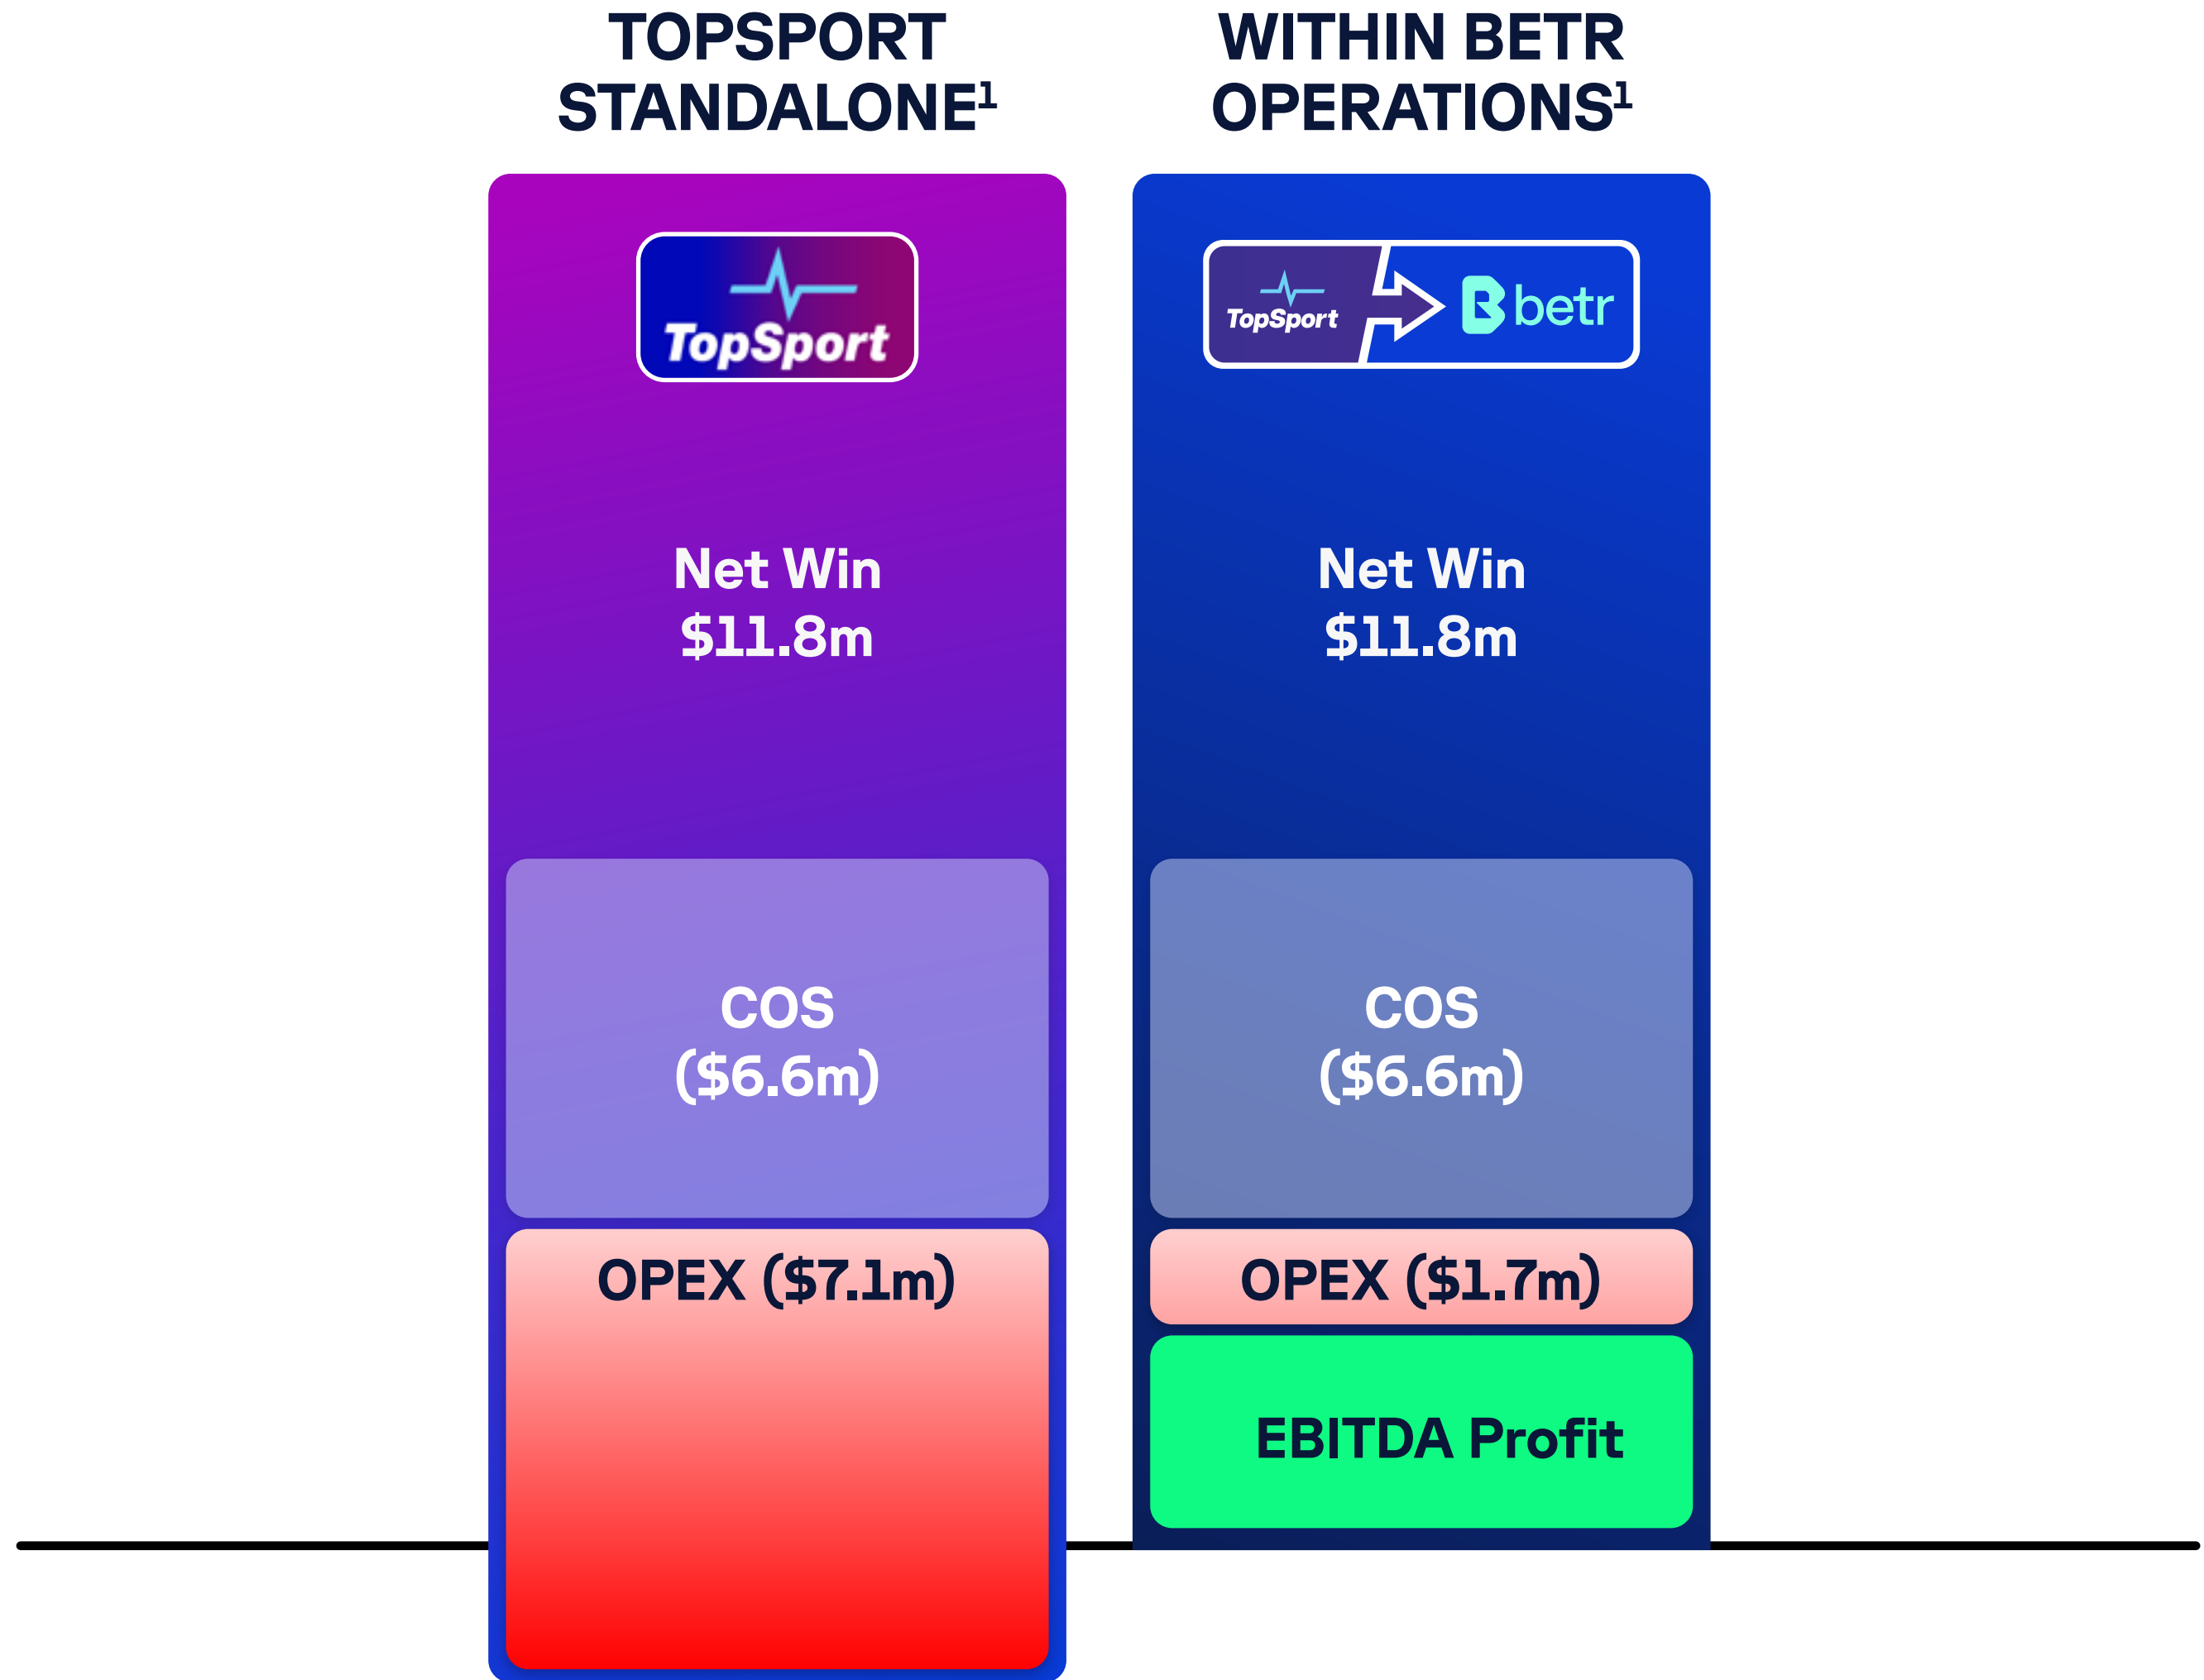 TOPSPORT
STANDALONE¹
TopSport
Net Win
$11.8m
COS
($6.6m)
OPEX ($7.1m)
WITHIN BETR
OPERATIONS¹
TopSport
betr
Net Win
$11.8m
COS
($6.6m)
OPEX ($1.7m)
EBITDA Profit